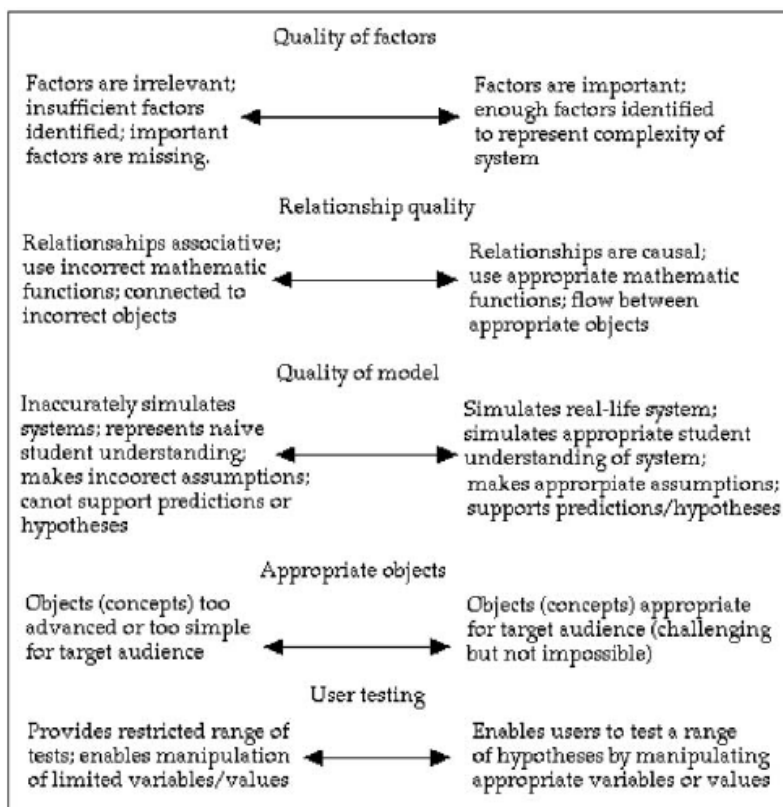 Quality of factors
Factors are irrelevant;
insufficient factors
identified; important
factors are missing.
Factors are important;
enough factors identified
to represent complexity of
system
Relationship quality
Relationsahips associative;
use incorrect mathematic
functions; connected to
incorrect objects
Relationships are causal;
use appropriate mathematic
functions; flow between
appropriate objects
Quality of model
Inaccurately simulates
systems; represents naive
student understanding;
makes incoorect assumptions;
canot support predictions or
hypotheses
Simulates real-life system;
simulates appropriate student
understanding of system;
makes approrpiate assumptions;
supports predictions/hypotheses
Appropriate objects
Objects (concepts) too
advanced or too simple
for target audience
Objects (concepts) appropriate
for target audience (challenging
but not impossible)
User testing
Provides restricted range of
tests; enables manipulation
of limited variables/values
Enables users to test a range
of hypotheses by manipulating
appropriate variables or values